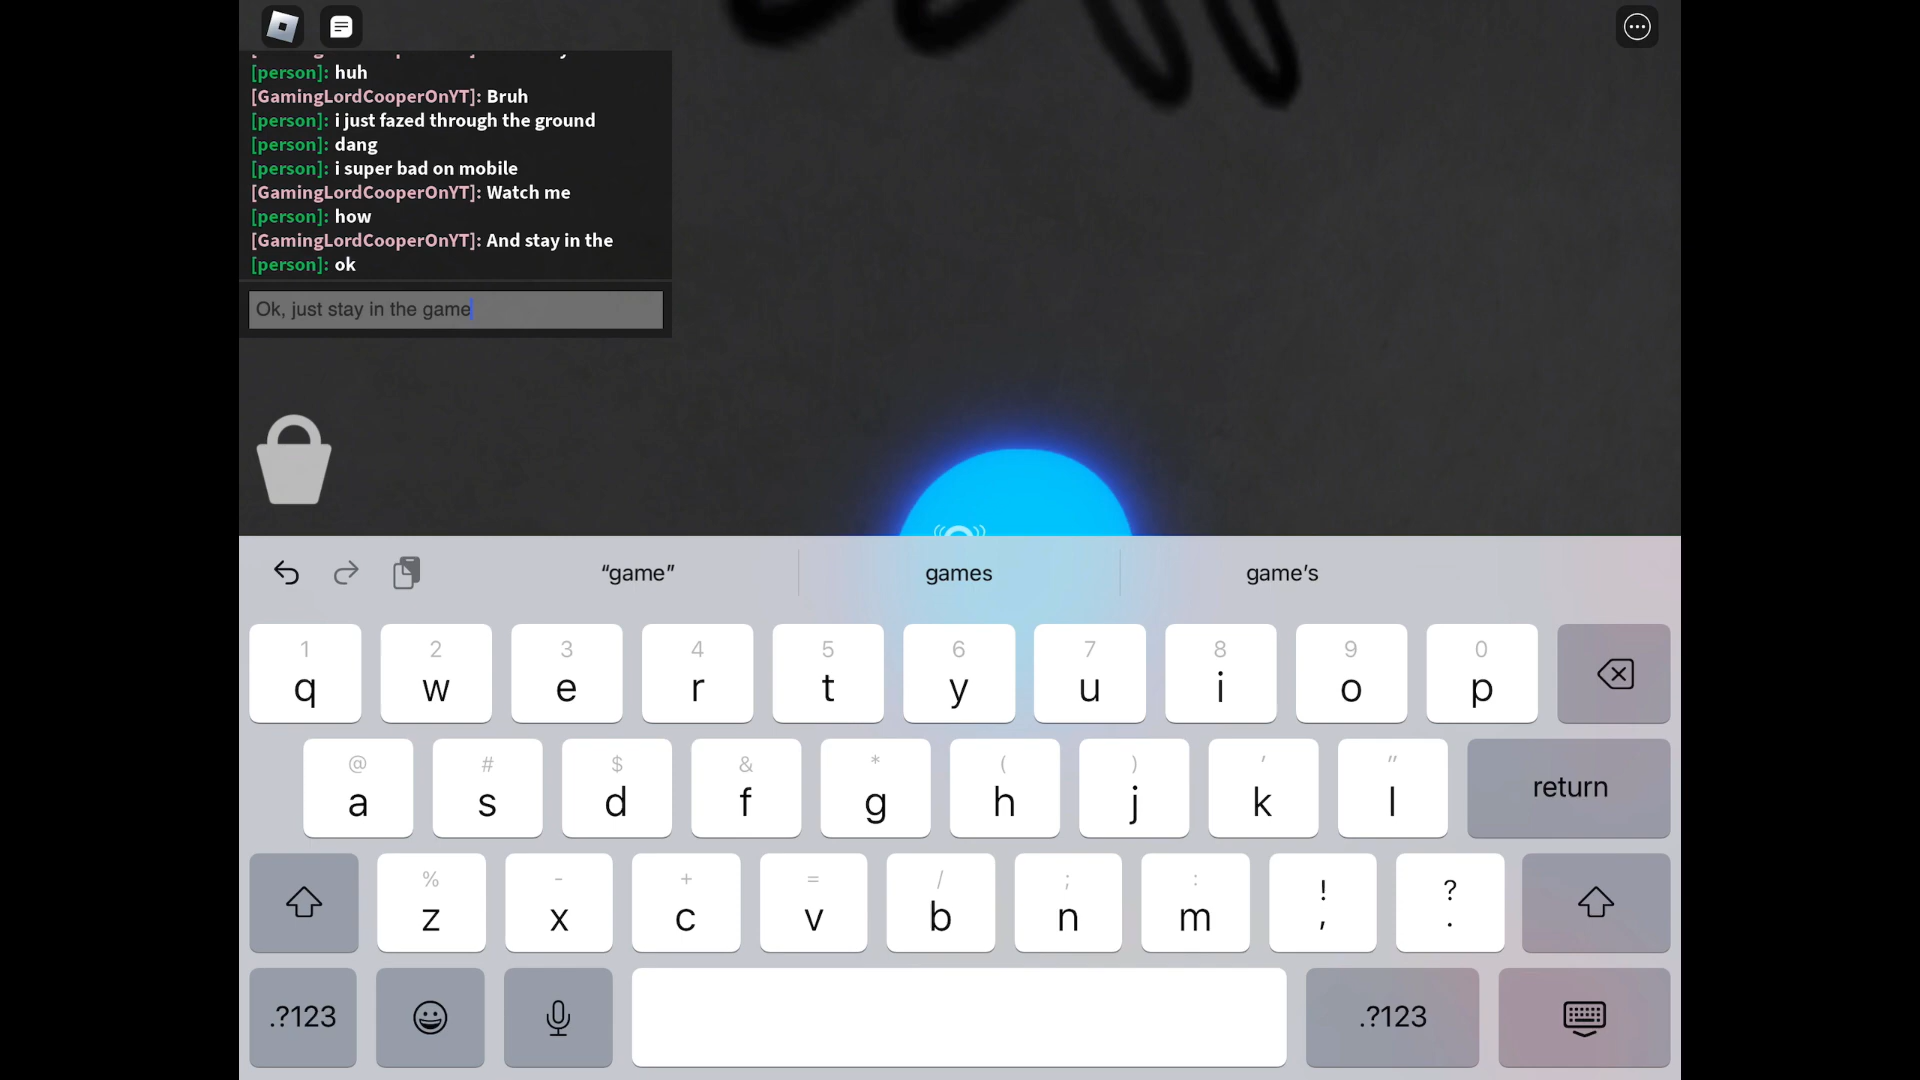 [person]: huh
[GamingLordCooperOnYT]: Bruh
[person]: i just fazed through the ground
[person]: dang
[person]: i super bad on mobile
[GamingLordCooperOnYT]: Watch me
[person]: how
[GamingLordCooperOnYT]: And stay in the
[person]: ok
Ok, just stay in the game
“game” games game’s
1 2 3 4 5 6 7 8 9 0
q w e r t y u i o p
@ # $ & * ( ) ' "
a s d f g h j k l return
% - + = / ; : ! ?
z x c v b n m , .
.?123 .?123